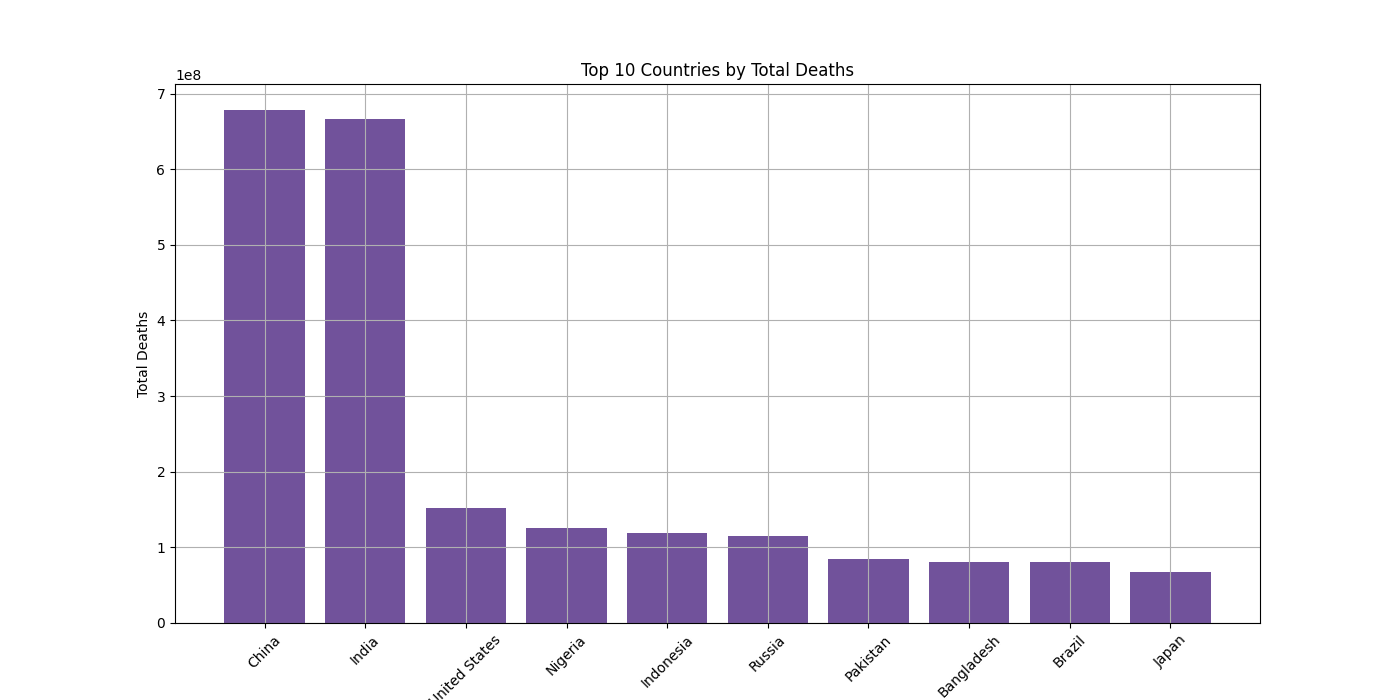 Top 10 Countries by Total Deaths
1e8
7
6
5
4
3
2
1
0
Total Deaths
China
India
United States
Nigeria
Indonesia
Russia
Pakistan
Bangladesh
Brazil
Japan